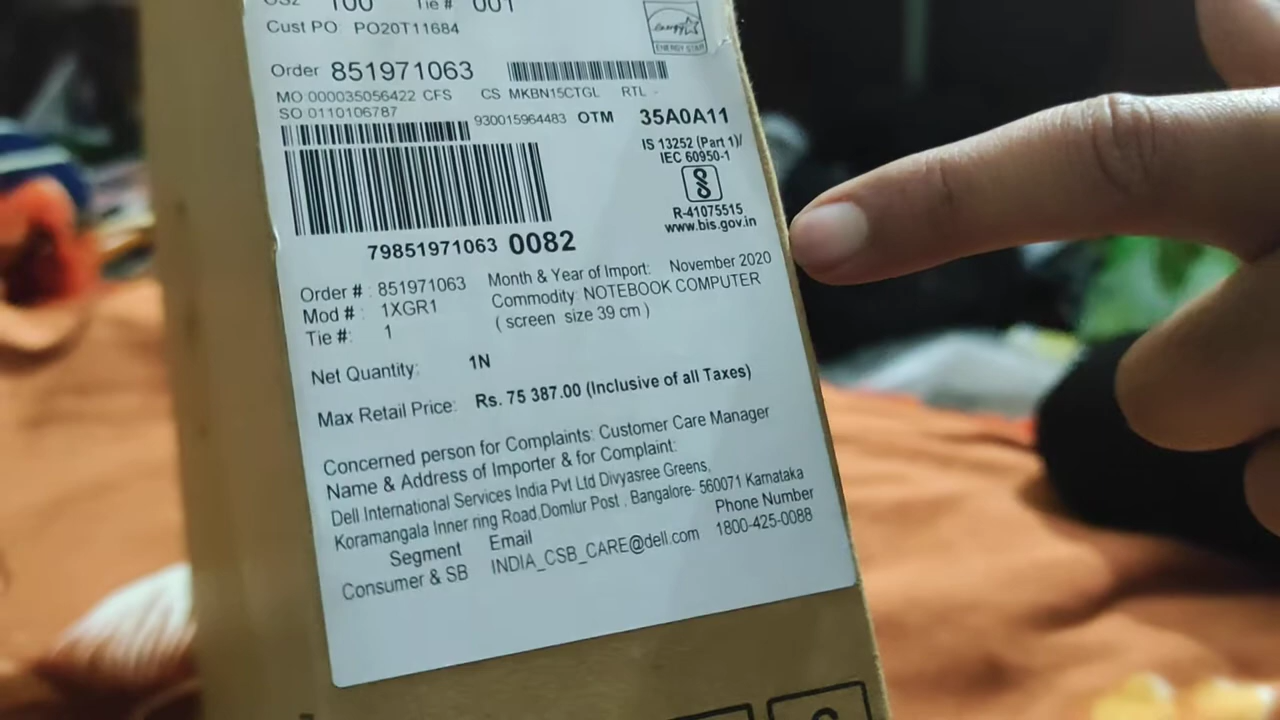 100 Tie # 001
Cust PO PO20T11684
energy
ENERGY STAR
Order 851971063
MO:000035056422 CFS CS MKBN15CTGL RTL -
SO:0110106787
930015964483 OTM 35A0A11
IS 13252 (Part 1)/
IEC 60950-1
R-41075515
www.bis.gov.in
79851971063 0082
Order # : 851971063
Mod # : 1XGR1
Tie #: 1
Month & Year of Import: November 2020
Commodity: NOTEBOOK COMPUTER
( screen size 39 cm )
Net Quantity: 1N
Max Retail Price: Rs. 75 387.00 (Inclusive of all Taxes)
Concerned person for Complaints: Customer Care Manager
Name & Address of Importer & for Complaint:
Dell International Services India Pvt Ltd Divyasree Greens,
Koramangala Inner ring Road,Domlur Post , Bangalore- 560071 Karnataka
Segment Email Phone Number
Consumer & SB INDIA_CSB_CARE@dell.com 1800-425-0088